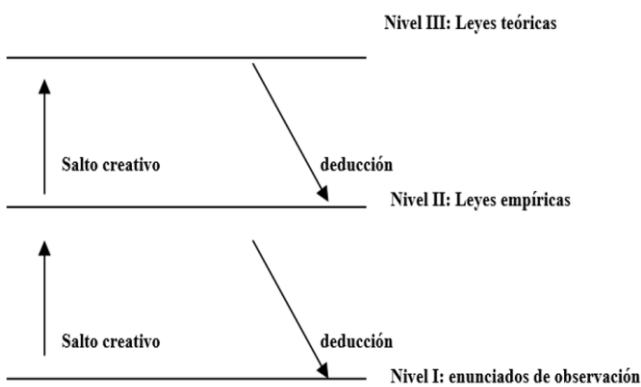 Nivel III: Leyes teóricas
Salto creativo
deducción
Nivel II: Leyes empíricas
Salto creativo
deducción
Nivel I: enunciados de observación